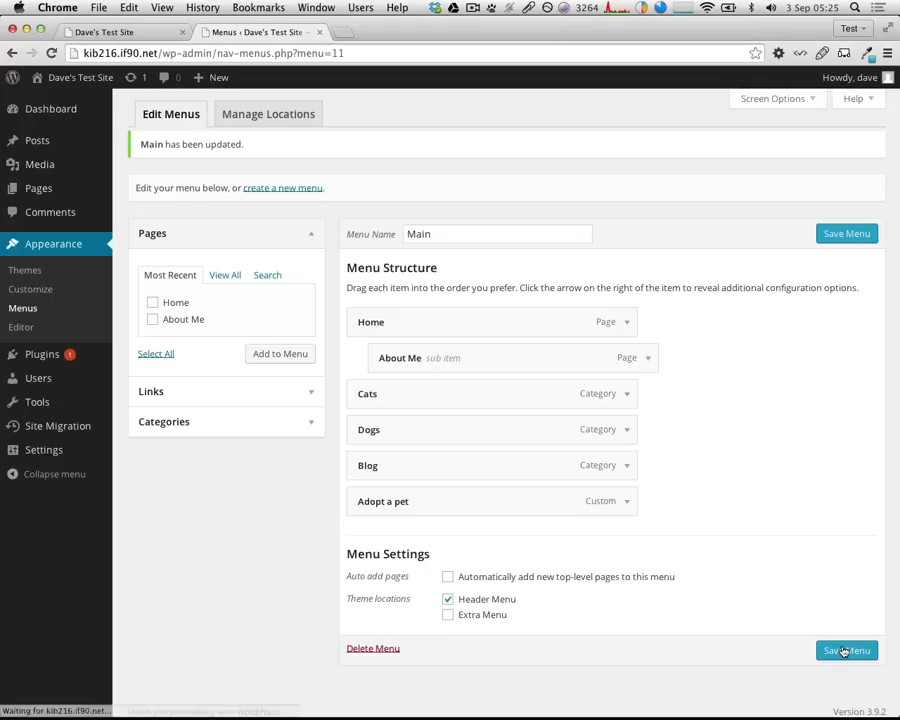 Chrome File Edit View History Bookmarks Window Users Help 3264 3 Sep 05:25
Dave's Test Site
Menus ‹ Dave's Test Site
Test
kib216.if90.net/wp-admin/nav-menus.php?menu=11
Dave's Test Site 1 0 New
Howdy, dave
Dashboard
Posts
Media
Pages
Comments
Appearance
Themes
Customize
Menus
Editor
Plugins 1
Users
Tools
Site Migration
Settings
Collapse menu
Screen Options
Help
Edit Menus
Manage Locations
Main has been updated.
Edit your menu below, or create a new menu.
Pages
Most Recent View All Search
Home
About Me
Select All
Add to Menu
Links
Categories
Menu Name Main
Save Menu
Menu Structure
Drag each item into the order you prefer. Click the arrow on the right of the item to reveal additional configuration options.
Home Page
About Me sub item Page
Cats Category
Dogs Category
Blog Category
Adopt a pet Custom
Menu Settings
Auto add pages Automatically add new top-level pages to this menu
Theme locations Header Menu
Extra Menu
Delete Menu
Save Menu
Waiting for kib216.if90.net...
Version 3.9.2